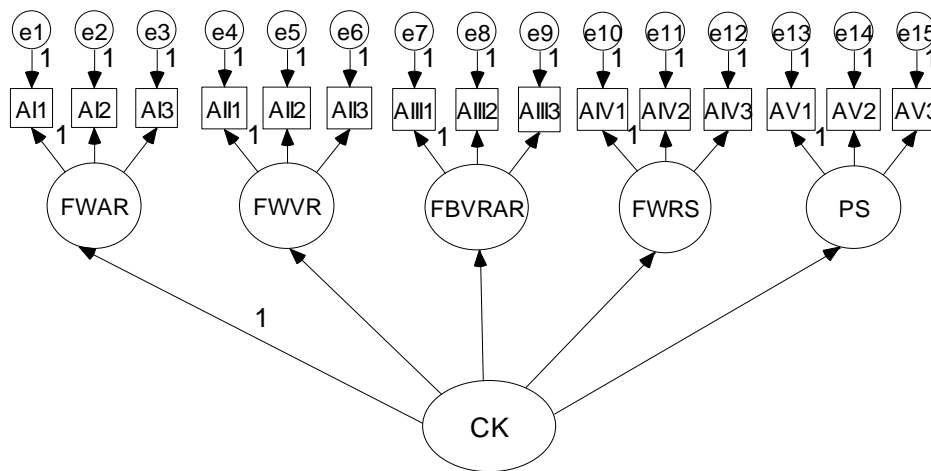 e1 e2 e3 e4 e5 e6 e7 e8 e9 e10 e11 e12 e13 e14 e15
1 1 1 1 1 1 1 1 1 1 1 1 1 1 1
AI1 AI2 AI3 AII1 AII2 AII3 AIII1 AIII2 AIII3 AIV1 AIV2 AIV3 AV1 AV2 AV3
1 1 1 1 1
FWAR FWVR FBVRAR FWRS PS
1
CK